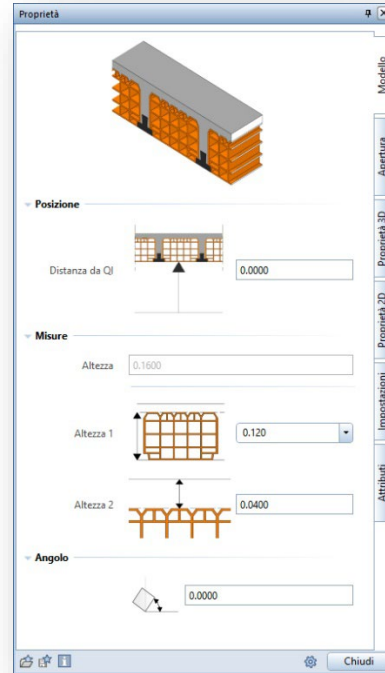 Proprietà
Modello
Apertura
Proprietà 3D
Proprietà 2D
Impostazioni
Attributi
Posizione
Distanza da QI
0.0000
Misure
Altezza
0.1600
Altezza 1
0.120
Altezza 2
0.0400
Angolo
0.0000
Chiudi